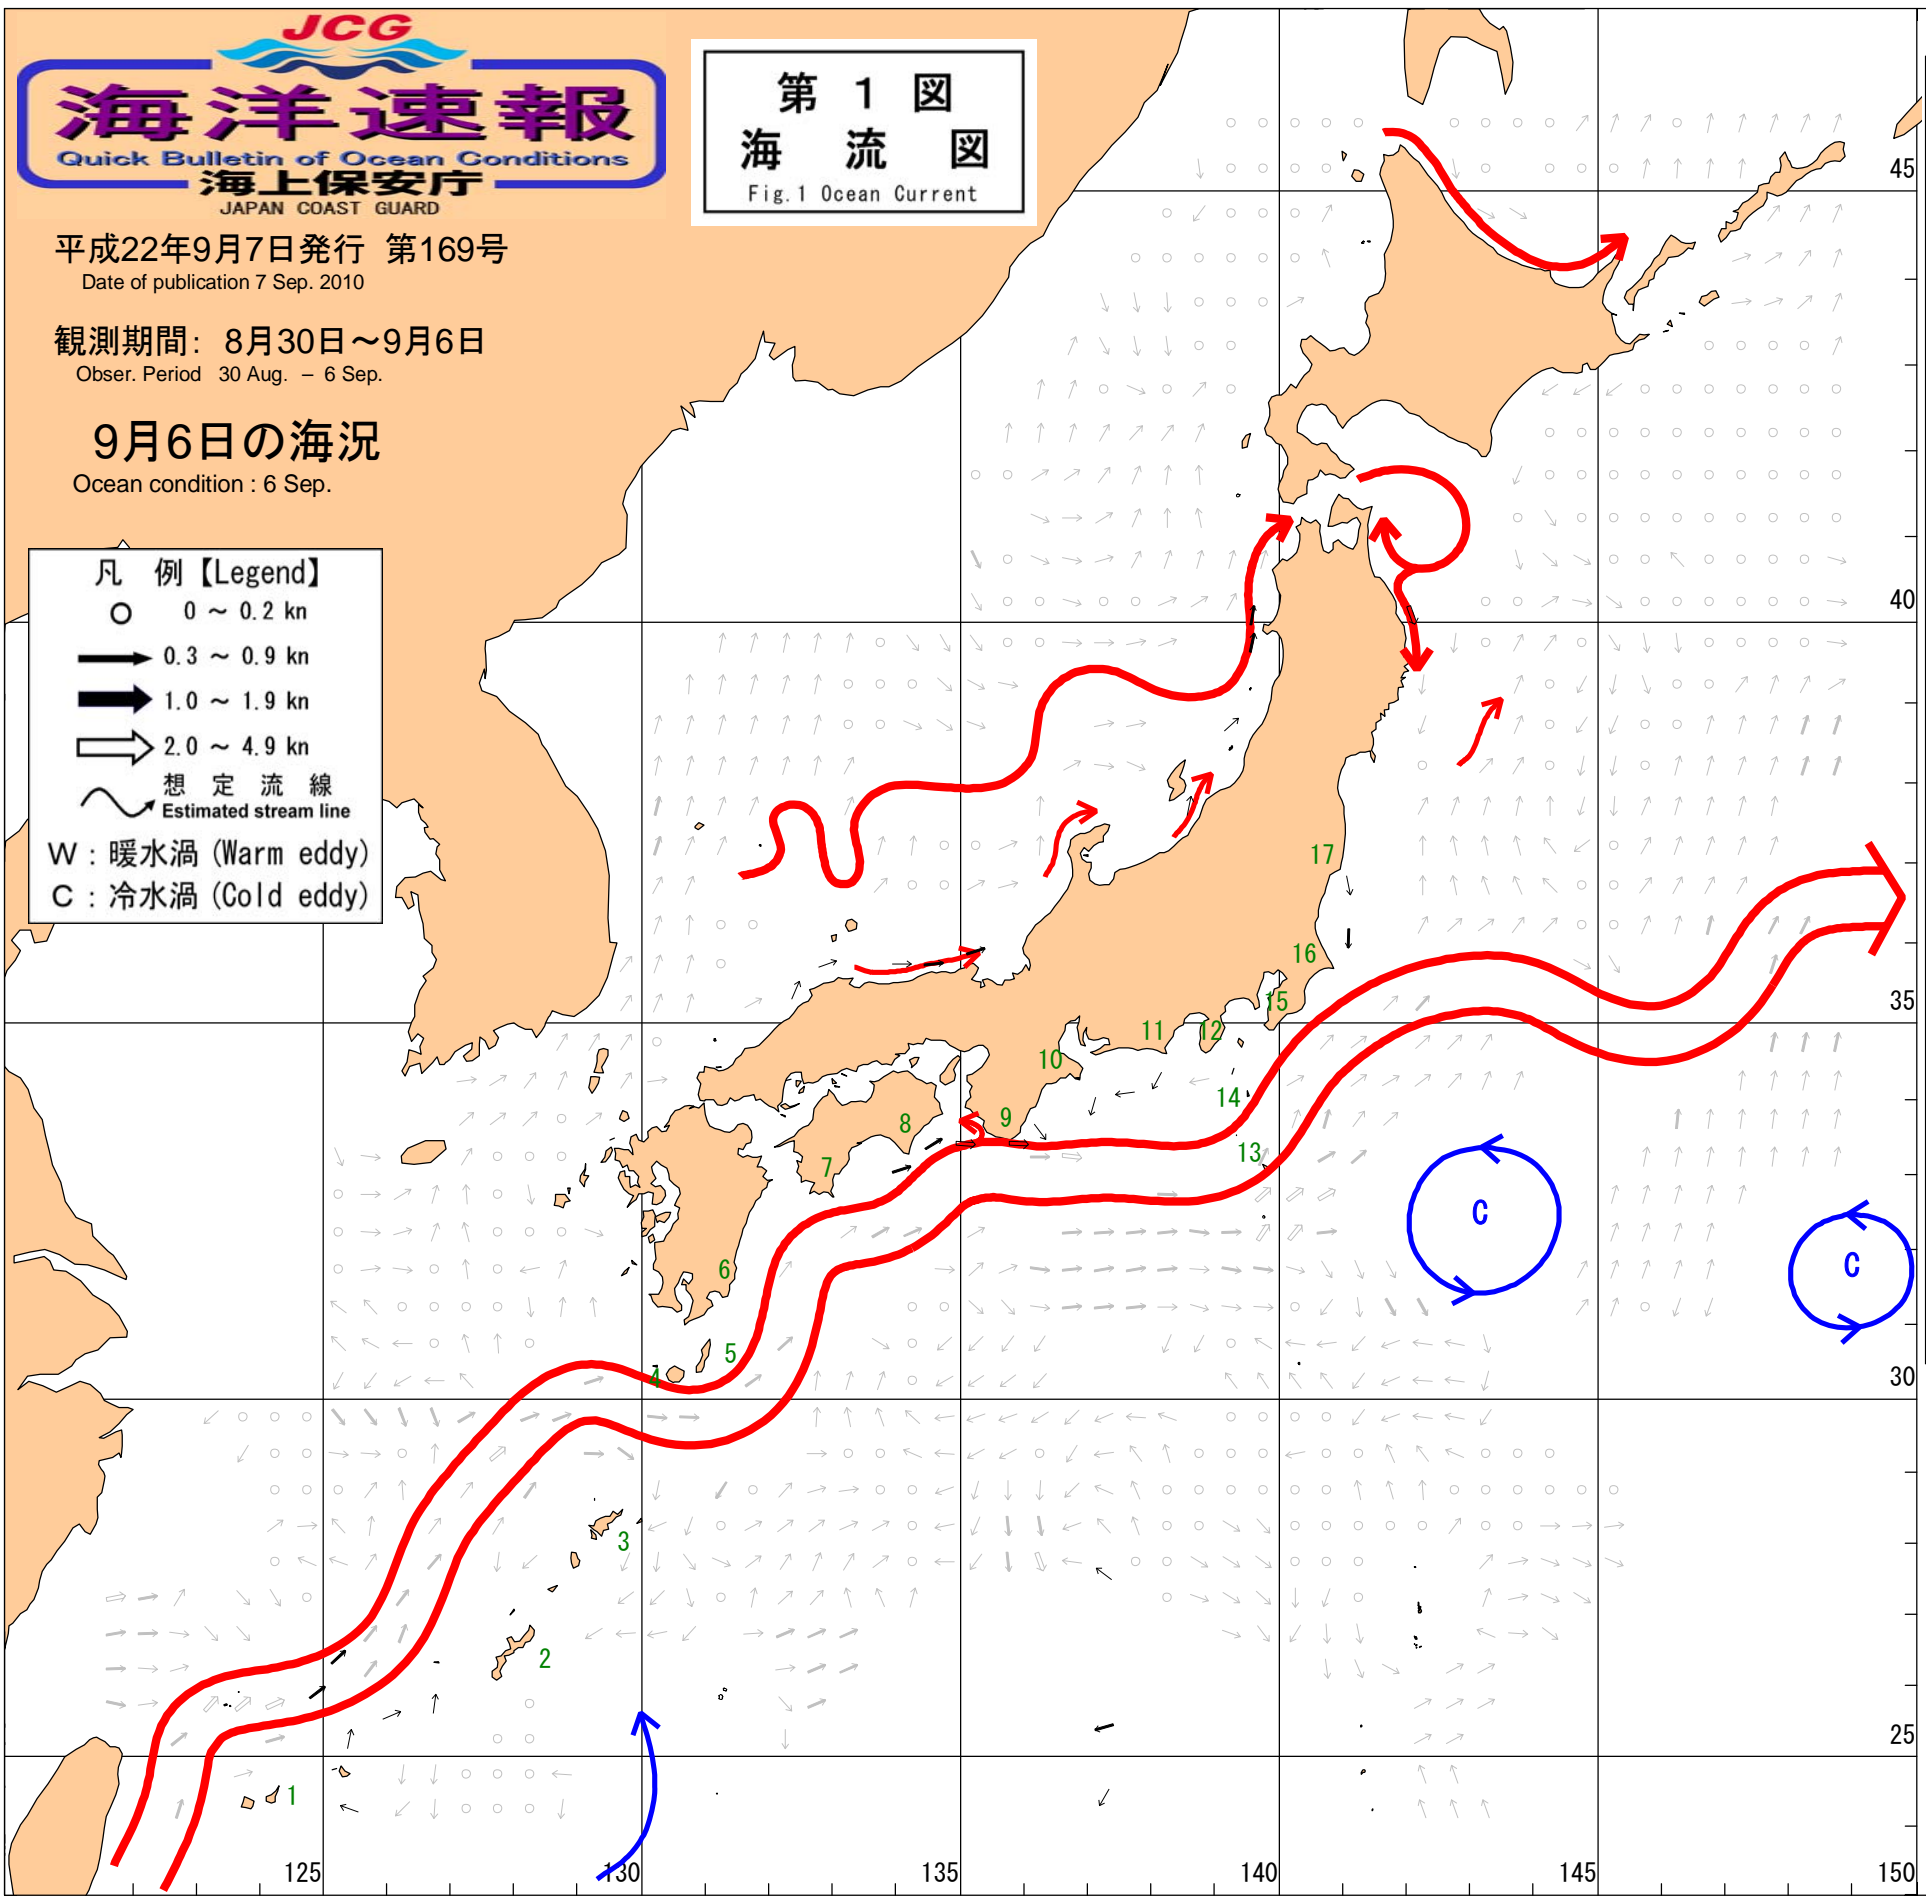 JCG
海洋速報
Quick Bulletin of Ocean Conditions
海上保安庁
JAPAN COAST GUARD
第 1 図
海 流 図
Fig.1 Ocean Current
平成22年9月7日発行 第169号
Date of publication 7 Sep. 2010
観測期間: 8月30日~9月6日
Obser. Period 30 Aug. – 6 Sep.
9月6日の海況
Ocean condition : 6 Sep.
凡 例【Legend】
0 ~ 0.2 kn
0.3 ~ 0.9 kn
1.0 ~ 1.9 kn
2.0 ~ 4.9 kn
想 定 流 線
Estimated stream line
W : 暖水渦 (Warm eddy)
C : 冷水渦 (Cold eddy)
45
40
17
16
35
15
11
12
10
14
8
9
13
7
C
6
C
5
4
30
3
2
25
1
125
130
135
140
145
150